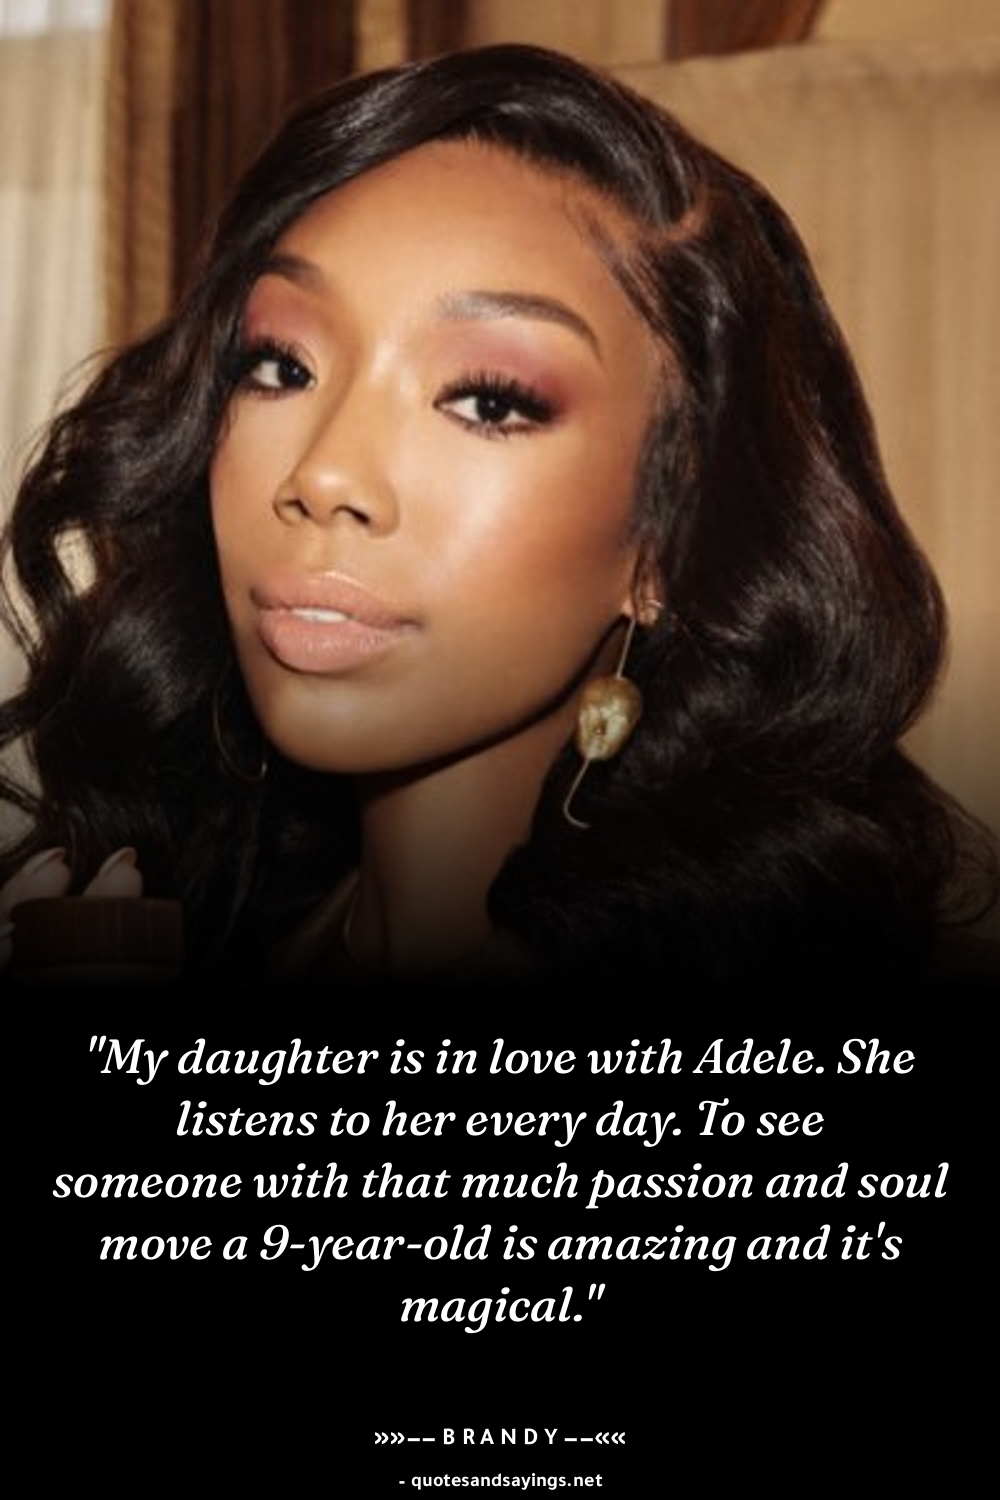 "My daughter is in love with Adele. She
listens to her every day. To see
someone with that much passion and soul
move a 9-year-old is amazing and it's
magical."
»»−−BRANDY−−««
- quotesandsayings.net